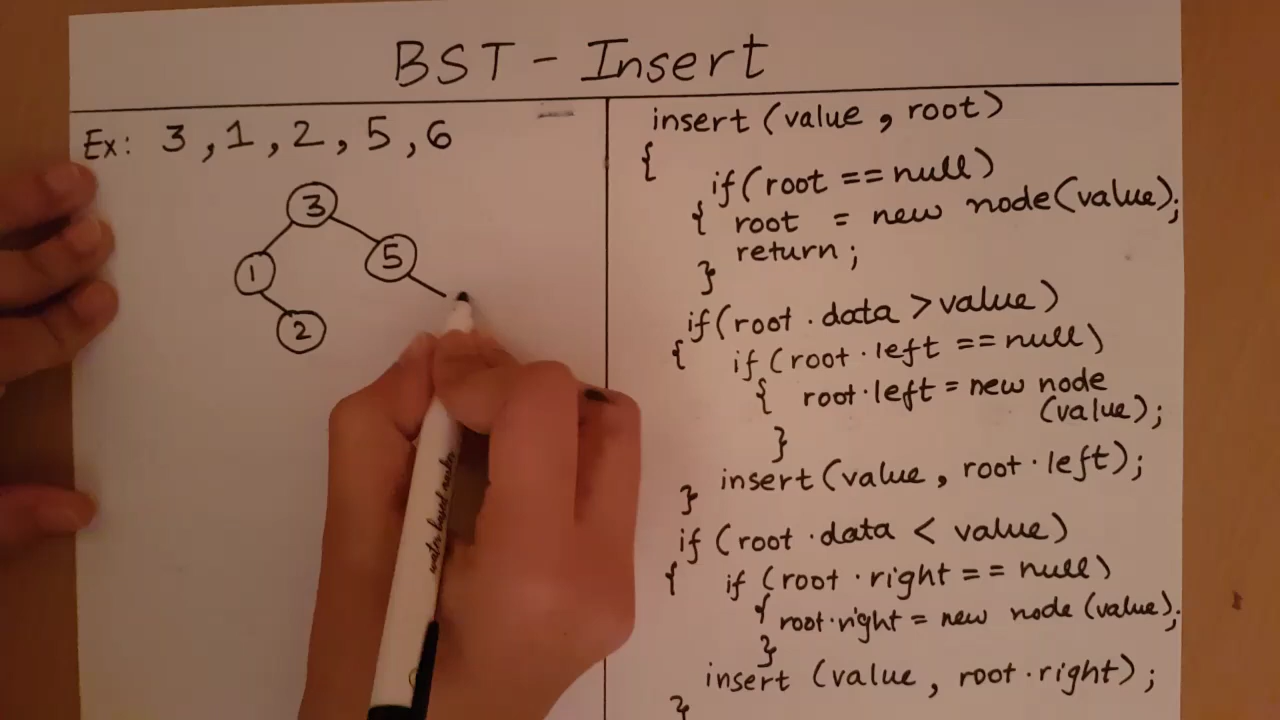 BST - Insert
Ex: 3, 1, 2, 5, 6
3
1
5
2
insert (value, root)
{
if(root == null)
{ root = new node(value);
return;
}
if(root.data > value)
{ if(root.left == null)
{ root.left = new node
(value);
}
insert(value, root.left);
}
if (root.data < value)
{ if (root.right == null)
{ root.right = new node (value);
}
insert (value, root.right);
}
water based marker